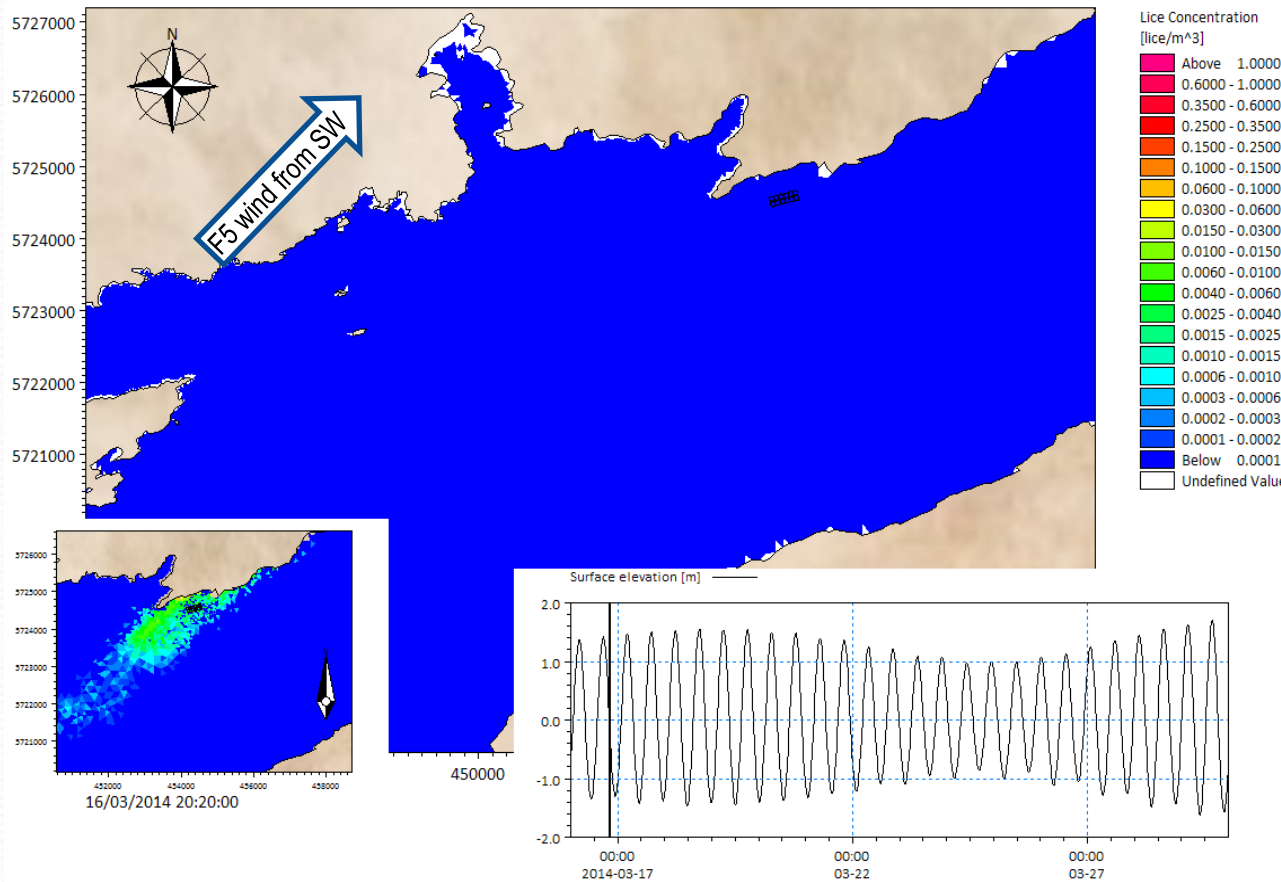 5727000
5726000
5725000
5724000
5723000
5722000
5721000
N
F5 wind from SW
Lice Concentration
[lice/m^3]
Above 1.0000
0.6000 - 1.0000
0.3500 - 0.6000
0.2500 - 0.3500
0.1500 - 0.2500
0.1000 - 0.1500
0.0600 - 0.1000
0.0300 - 0.0600
0.0150 - 0.0300
0.0100 - 0.0150
0.0060 - 0.0100
0.0040 - 0.0060
0.0025 - 0.0040
0.0015 - 0.0025
0.0010 - 0.0015
0.0006 - 0.0010
0.0003 - 0.0006
0.0002 - 0.0003
0.0001 - 0.0002
Below 0.0001
Undefined Value
5726000
5725000
5724000
5723000
5722000
5721000
434000
436000
438000
16/03/2014 20:20:00
450000
Surface elevation [m]
2.0
1.0
0.0
-1.0
-2.0
00:00
2014-03-17
00:00
03-22
00:00
03-27